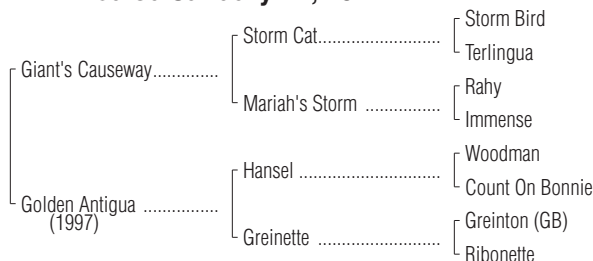 Storm Bird
Storm Cat..............................
Terlingua
Giant's Causeway................
Rahy
Mariah's Storm ..................
Immense
Woodman
Hansel ..................................
Count On Bonnie
Golden Antigua ..................
Greinton (GB)
(1997)
Greinette ..............................
Ribonette